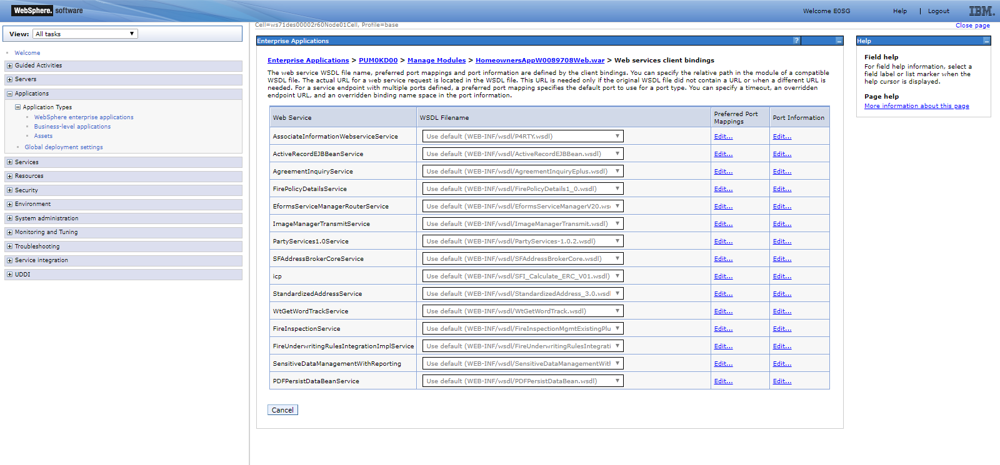 WebSphere. software
Welcome E0SG
Help | Logout
IBM.
View: All tasks
Cell=ws71des00002r60Node01Cell, Profile=base
Close page
Welcome
Guided Activities
Servers
Applications
Application Types
WebSphere enterprise applications
Business-level applications
Assets
Global deployment settings
Services
Resources
Security
Environment
System administration
Monitoring and Tuning
Troubleshooting
Service integration
UDDI
Enterprise Applications
?
Enterprise Applications > PUM0KD00 > Manage Modules > HomeownersAppW0089708Web.war > Web services client bindings
The web service WSDL file name, preferred port mappings and port information are defined by the client bindings. You can specify the relative path in the module of a compatible
WSDL file. The actual URL for a web service request is located in the WSDL file. This URL is needed only if the original WSDL file did not contain a URL or when a different URL is
needed. For a service endpoint with multiple ports defined, a preferred port mapping specifies the default port to use for a port type. You can specify a timeout, an overridden
endpoint URL, and an overridden binding name space in the port information.
Web Service WSDL Filename Preferred Port Mappings Port Information
AssociateInformationWebserviceService Use default (WEB-INF/wsdl/P4RTY.wsdl) Edit... Edit...
ActiveRecordEJBBeanService Use default (WEB-INF/wsdl/ActiveRecordEJBBean.wsdl) Edit... Edit...
AgreementInquiryService Use default (WEB-INF/wsdl/AgreementInquiryEplus.wsdl) Edit... Edit...
FirePolicyDetailsService Use default (WEB-INF/wsdl/FirePolicyDetails1_0.wsdl) Edit... Edit...
EformsServiceManagerRouterService Use default (WEB-INF/wsdl/EformsServiceManagerV20.ws Edit... Edit...
ImageManagerTransmitService Use default (WEB-INF/wsdl/ImageManagerTransmit.wsdl) Edit... Edit...
PartyServices1.0Service Use default (WEB-INF/wsdl/PartyServices-1.0.2.wsdl) Edit... Edit...
SFAddressBrokerCoreService Use default (WEB-INF/wsdl/SFAddressBrokerCore.wsdl) Edit... Edit...
icp Use default (WEB-INF/wsdl/SFI_Calculate_ERC_V01.wsdl) Edit... Edit...
StandardizedAddressService Use default (WEB-INF/wsdl/StandardizedAddress_3.0.wsdl Edit... Edit...
WtGetWordTrackService Use default (WEB-INF/wsdl/WtGetWordTrack.wsdl) Edit... Edit...
FireInspectionService Use default (WEB-INF/wsdl/FireInspectionMgmtExistingPlu Edit... Edit...
FireUnderwritingRulesIntegrationImplService Use default (WEB-INF/wsdl/FireUnderwritingRulesIntegrati Edit... Edit...
SensitiveDataManagementWithReporting Use default (WEB-INF/wsdl/SensitiveDataManagementWith Edit... Edit...
PDFPersistDataBeanService Use default (WEB-INF/wsdl/PDFPersistDataBean.wsdl) Edit... Edit...
Cancel
Help
Field help
For field help information, select a
field label or list marker when the
help cursor is displayed.
Page help
More information about this page